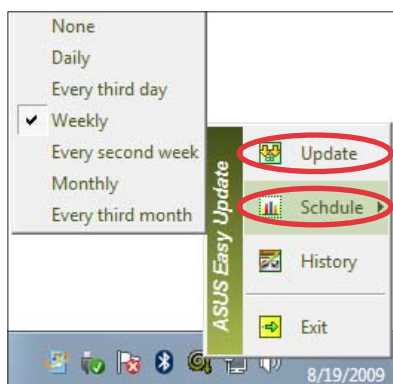 None
Daily
Every third day
Weekly
Every second week
Monthly
Every third month
ASUS Easy Update
Update
Schdule
History
Exit
8/19/2009